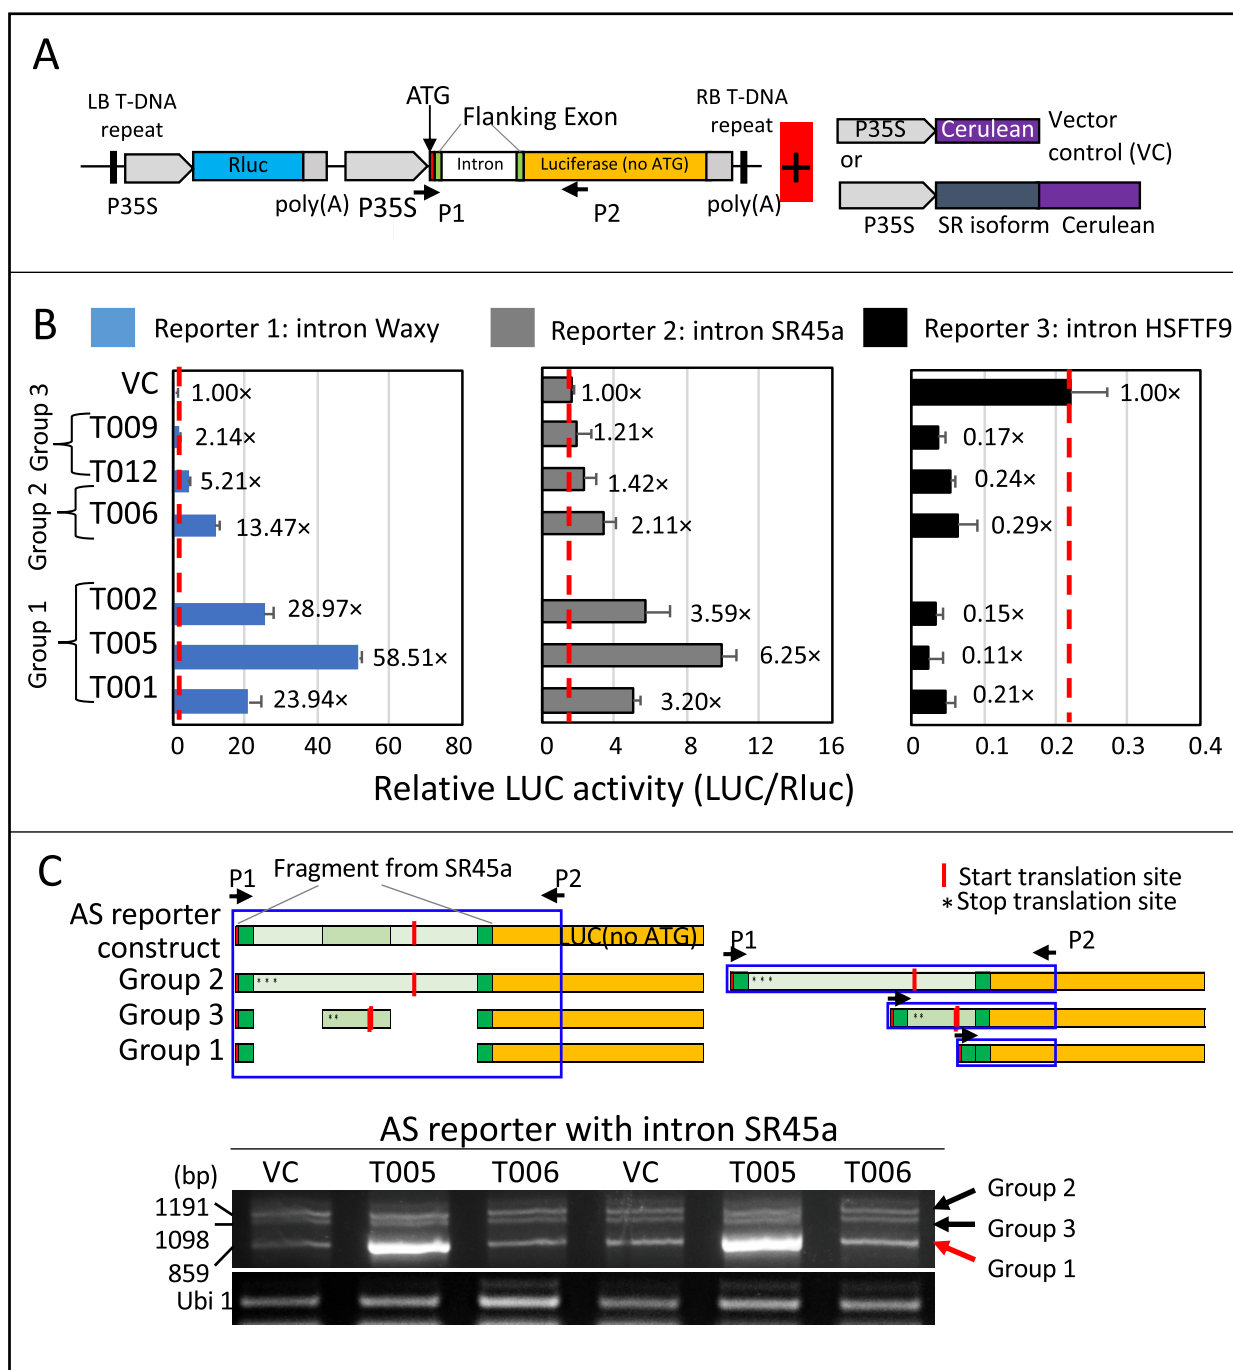 A
LB T-DNA
repeat
ATG
Flanking Exon
RB T-DNA
repeat
P35S
Cerulean
Vector
control (VC)
or
Rluc
Intron
Luciferase (no ATG)
+
P35S
poly(A)
P35S
P1
P2
poly(A)
P35S
SR isoform
Cerulean
B
Reporter 1: intron Waxy
Reporter 2: intron SR45a
Reporter 3: intron HSFTF9
Group 3
Group 2
Group 1
VC
1.00×
1.00×
1.00×
T009
2.14×
1.21×
0.17×
T012
5.21×
1.42×
0.24×
T006
13.47×
2.11×
0.29×
T002
28.97×
3.59×
0.15×
T005
58.51×
6.25×
0.11×
T001
23.94×
3.20×
0.21×
0 20 40 60 80
0 4 8 12 16
0 0.1 0.2 0.3 0.4
Relative LUC activity (LUC/Rluc)
C
P1
Fragment from SR45a
P2
Start translation site
*Stop translation site
AS reporter
construct
LUC(no ATG)
P1
P2
Group 2
* * *
* * *
Group 3
**
**
Group 1
AS reporter with intron SR45a
(bp)
VC T005 T006 VC T005 T006
1191
1098
859
Ubi 1
Group 2
Group 3
Group 1